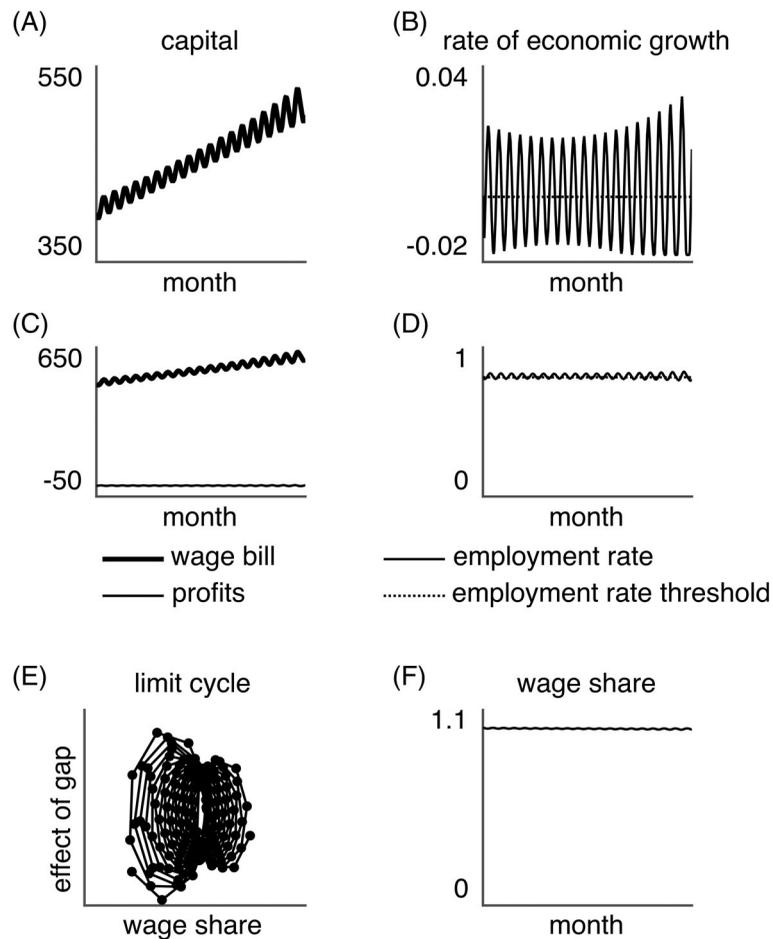 (A)
capital
550
350
month
(B)
rate of economic growth
0.04
-0.02
month
(C)
650
-50
month
wage bill
profits
(D)
1
0
month
employment rate
employment rate threshold
(E)
limit cycle
effect of gap
wage share
(F)
wage share
1.1
0
month